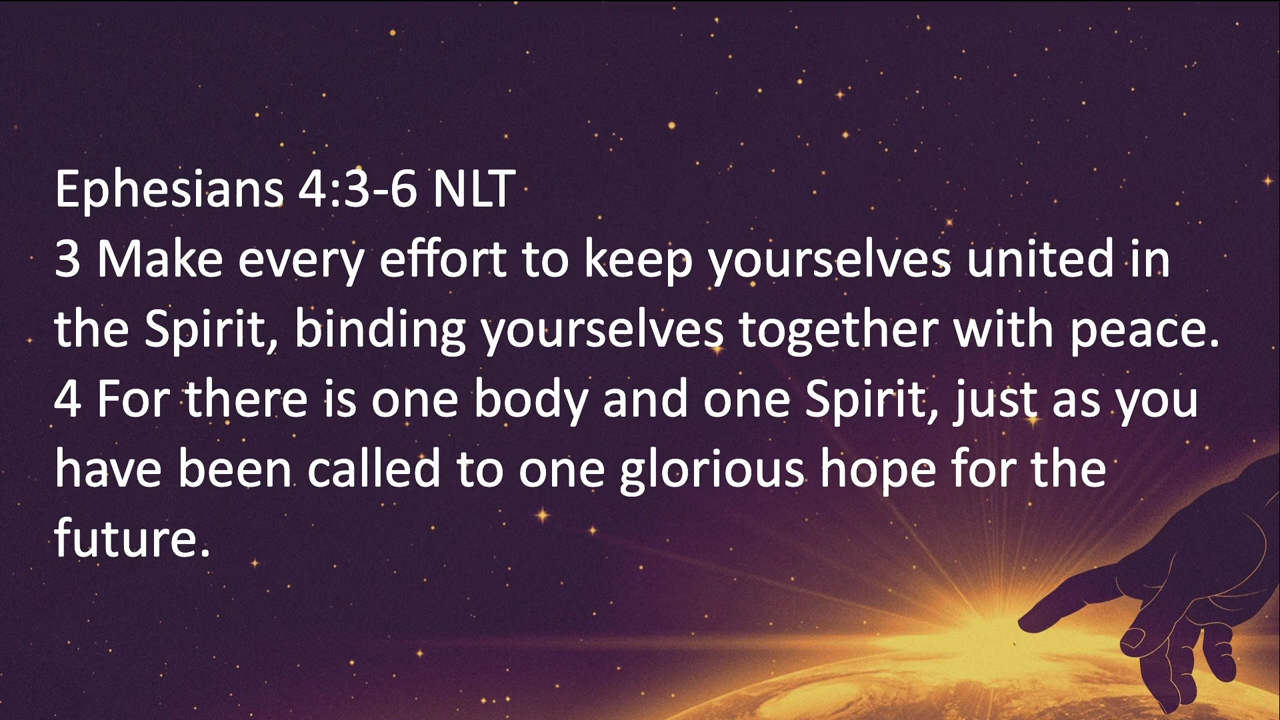 Ephesians 4:3-6 NLT
3 Make every effort to keep yourselves united in
the Spirit, binding yourselves together with peace.
4 For there is one body and one Spirit, just as you
have been called to one glorious hope for the
future.